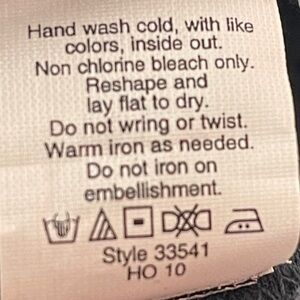 Hand wash cold, with like
colors, inside out.
Non chlorine bleach only.
Reshape and
lay flat to dry.
Do not wring or twist.
Warm iron as needed.
Do not iron on
embellishment.
Style 33541
HO 10